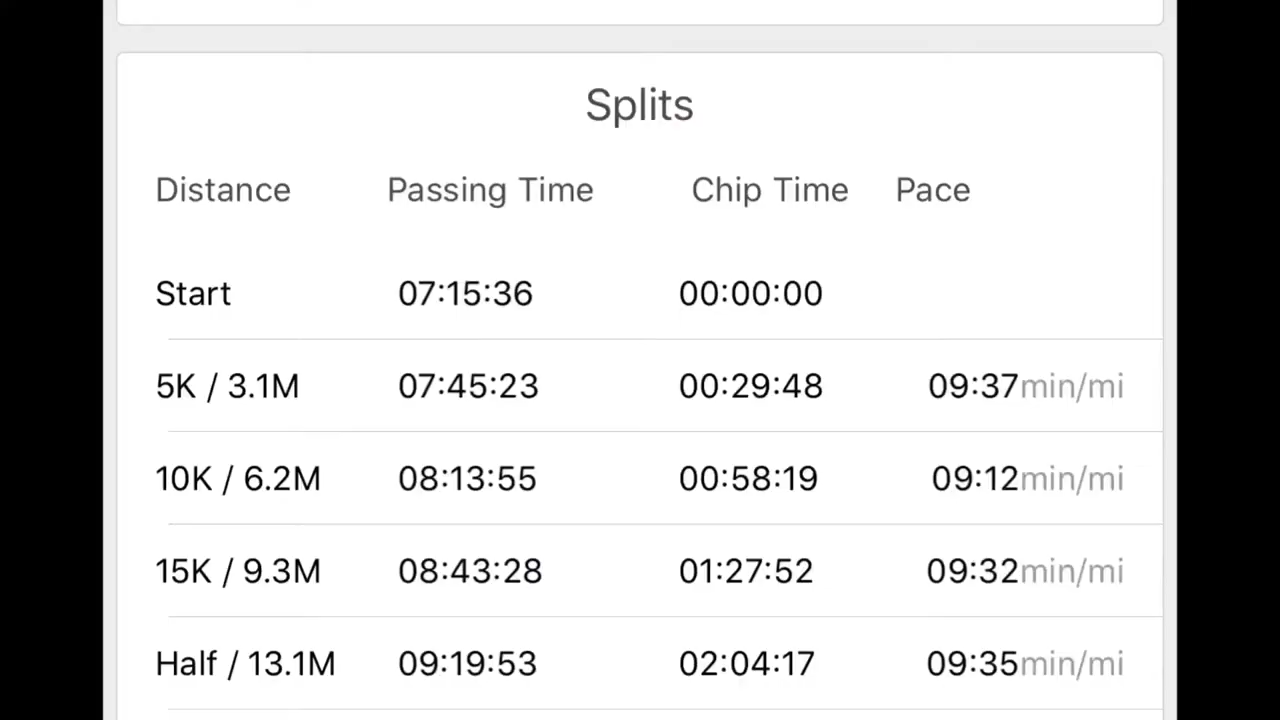 Splits
Distance Passing Time Chip Time Pace
Start 07:15:36 00:00:00
5K / 3.1M 07:45:23 00:29:48 09:37min/mi
10K / 6.2M 08:13:55 00:58:19 09:12min/mi
15K / 9.3M 08:43:28 01:27:52 09:32min/mi
Half / 13.1M 09:19:53 02:04:17 09:35min/mi